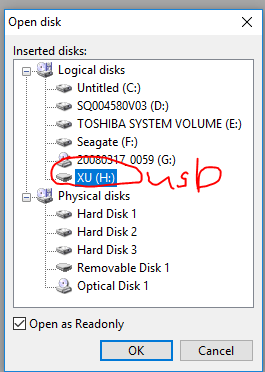 Open disk
Inserted disks:
Logical disks
Untitled (C:)
SQ004580V03 (D:)
TOSHIBA SYSTEM VOLUME (E:)
Seagate (F:)
20080317_0059 (G:)
XU (H:) usb
Physical disks
Hard Disk 1
Hard Disk 2
Hard Disk 3
Removable Disk 1
Optical Disk 1
Open as Readonly
OK Cancel